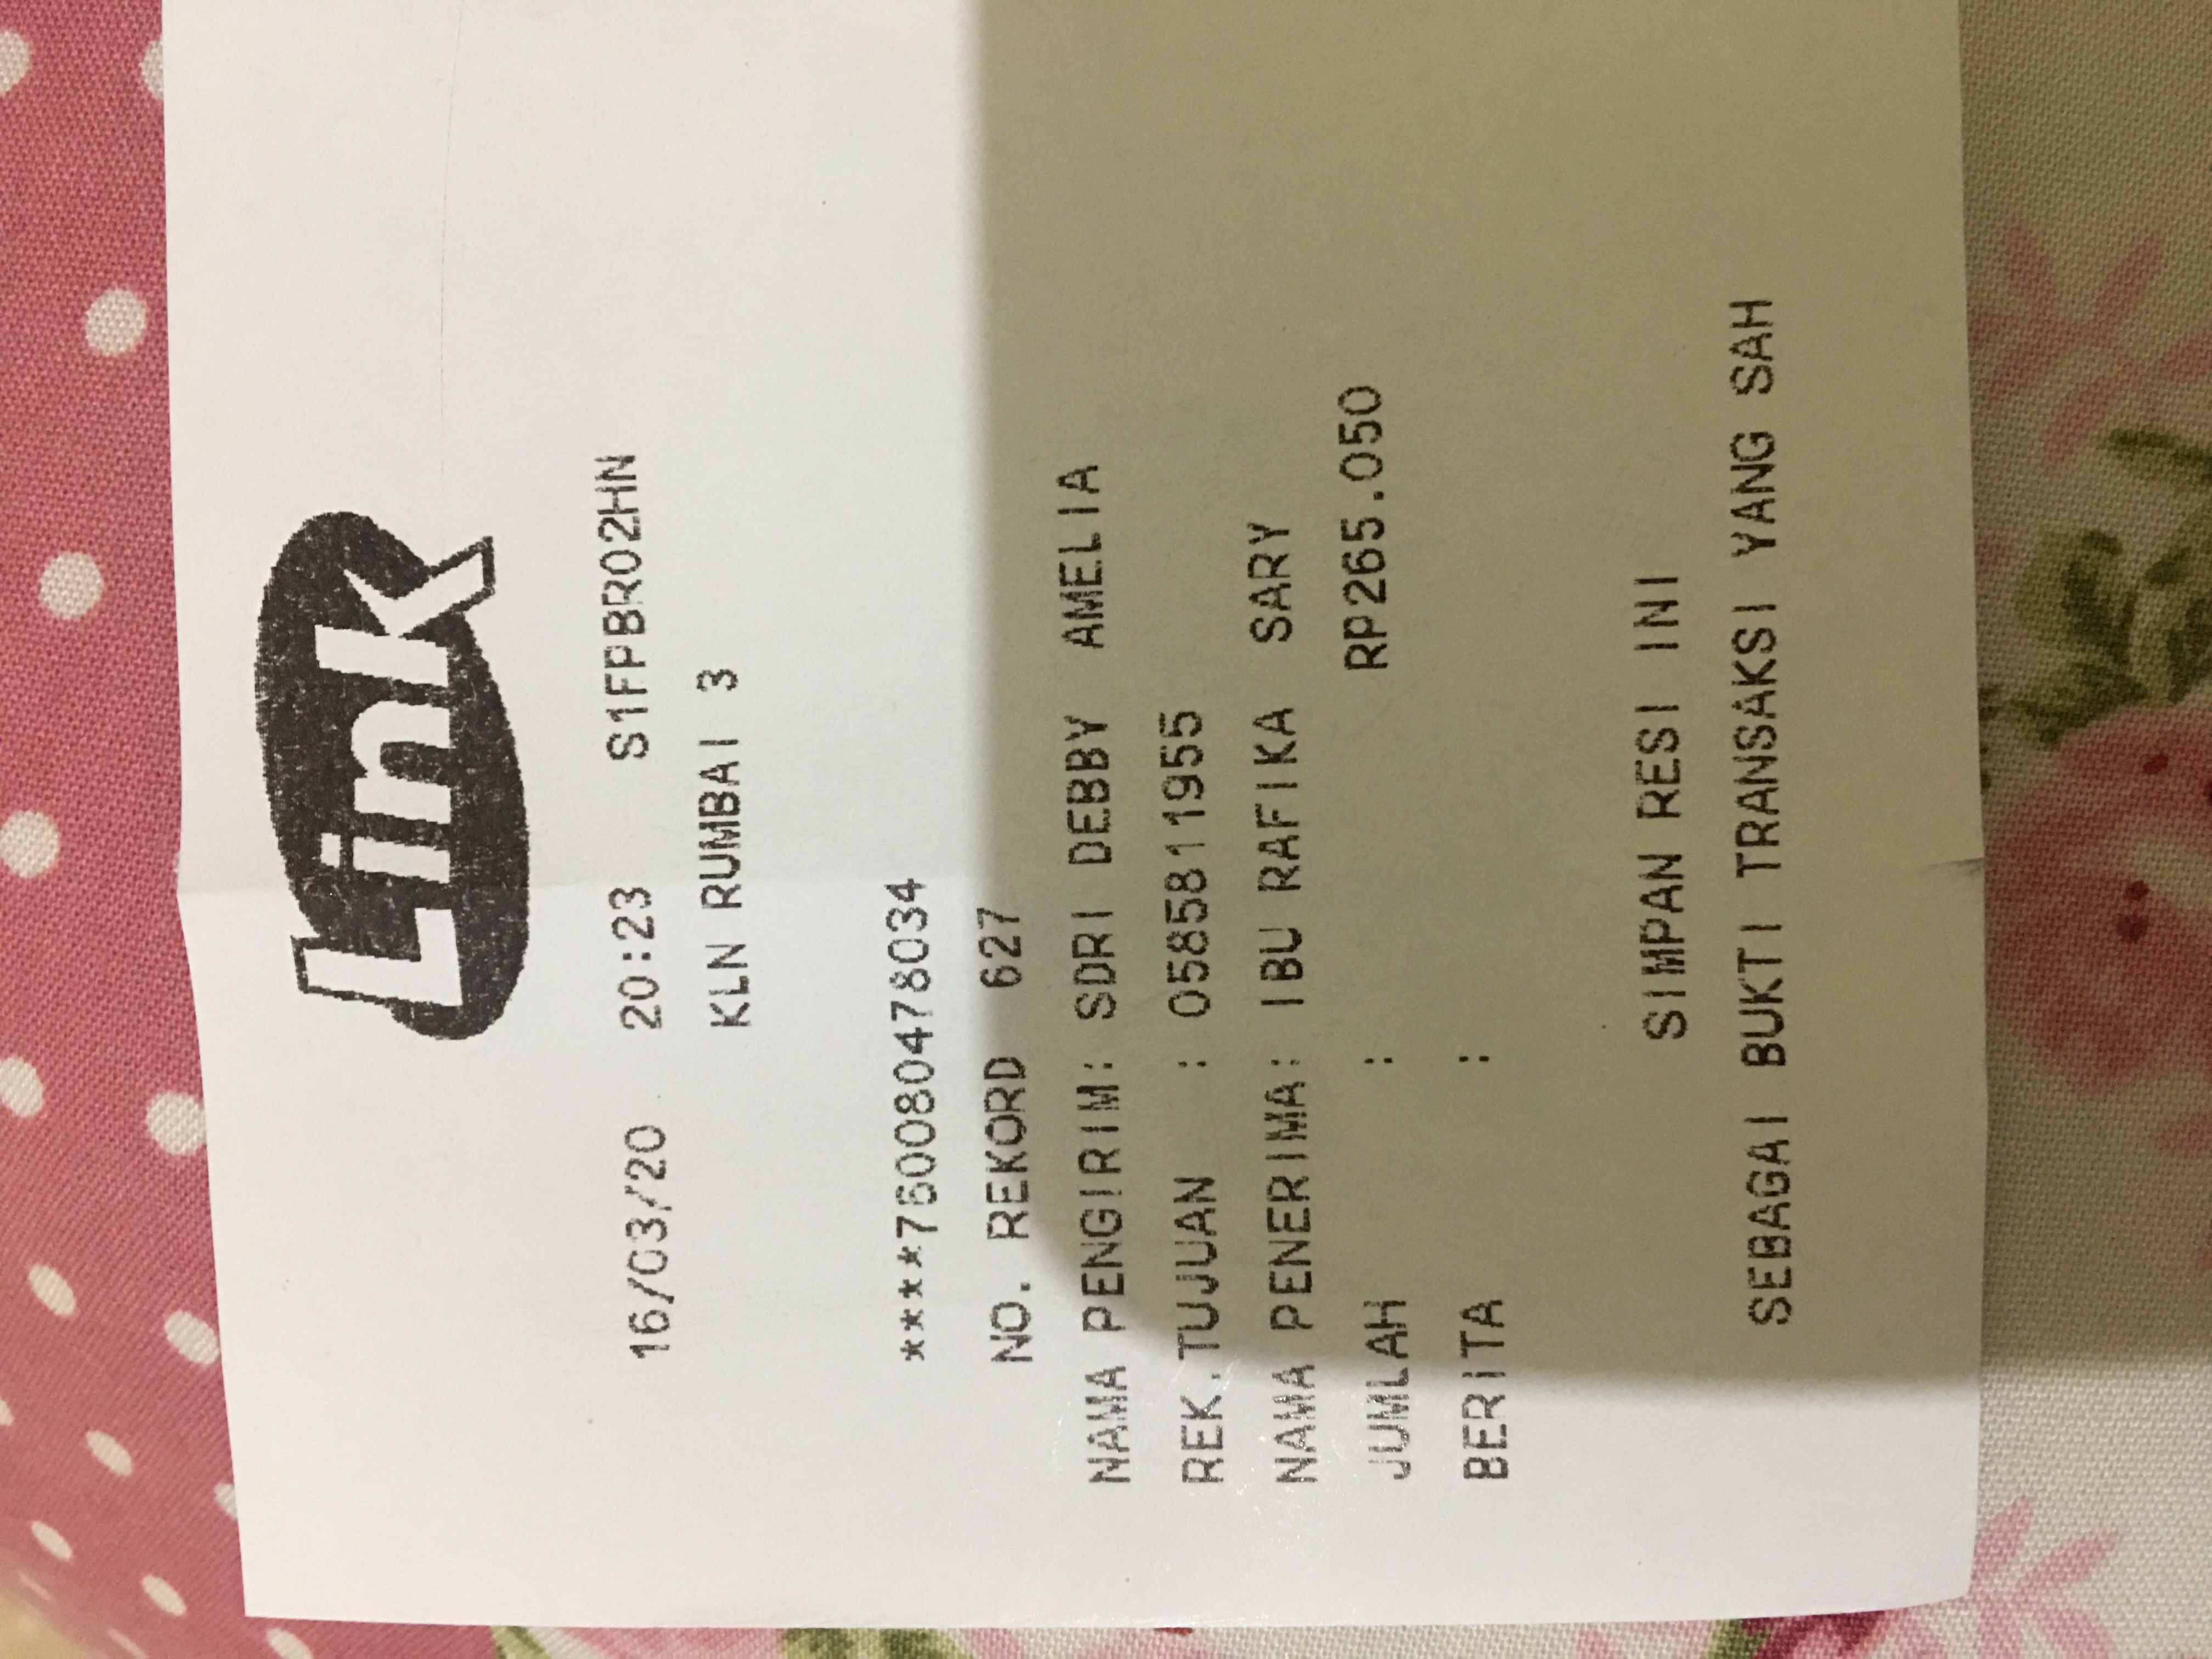 Link
16/03/20 20:23 S1FPBR02HN
KLN RUMBAI 3
****760080478034
NO. REKORD 627
NAMA PENGIRIM: SDRI DEBBY AMELIA
REK.TUJUAN : 0585811955
NAMA PENERIMA: IBU RAFIKA SARY
JUMLAH : RP265.050
BERITA :
SIMPAN RESI INI
SEBAGAI BUKTI TRANSAKSI YANG SAH